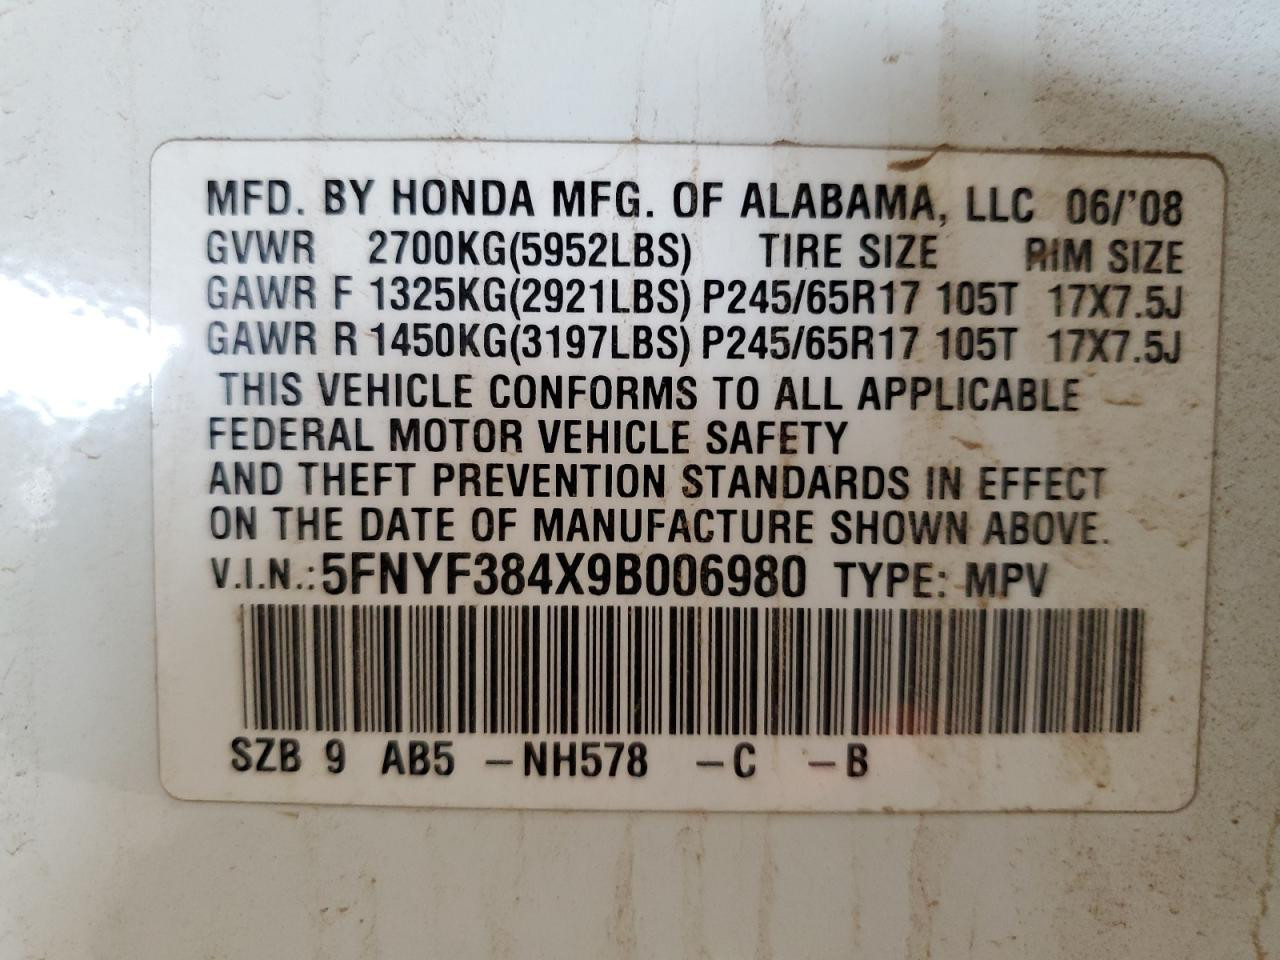 MFD. BY HONDA MFG. OF ALABAMA, LLC 06/'08
GVWR 2700KG(5952LBS) TIRE SIZE RIM SIZE
GAWR F 1325KG(2921LBS) P245/65R17 105T 17X7.5J
GAWR R 1450KG(3197LBS) P245/65R17 105T 17X7.5J
THIS VEHICLE CONFORMS TO ALL APPLICABLE
FEDERAL MOTOR VEHICLE SAFETY
AND THEFT PREVENTION STANDARDS IN EFFECT
ON THE DATE OF MANUFACTURE SHOWN ABOVE.
V.I.N.: 5FNYF384X9B006980 TYPE: MPV
SZB 9 AB5 –NH578 –C –B